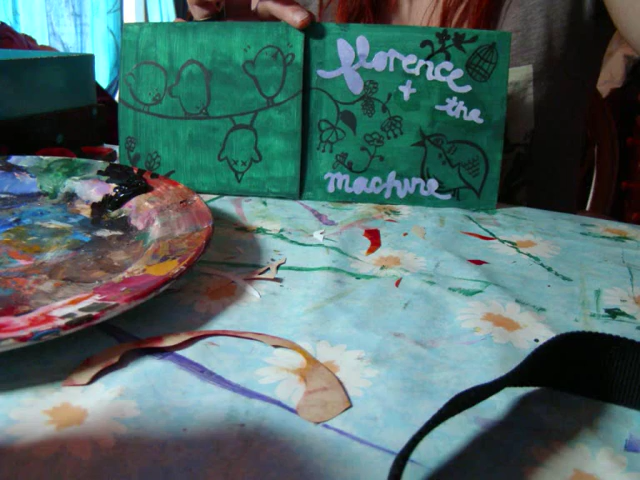 florence
+ the
machine